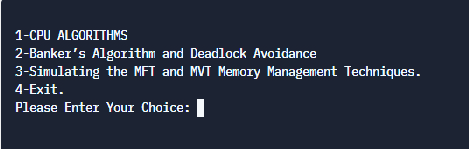 1-CPU ALGORITHMS
2-Banker’s Algorithm and Deadlock Avoidance
3-Simulating the MFT and MVT Memory Management Techniques.
4-Exit.
Please Enter Your Choice: